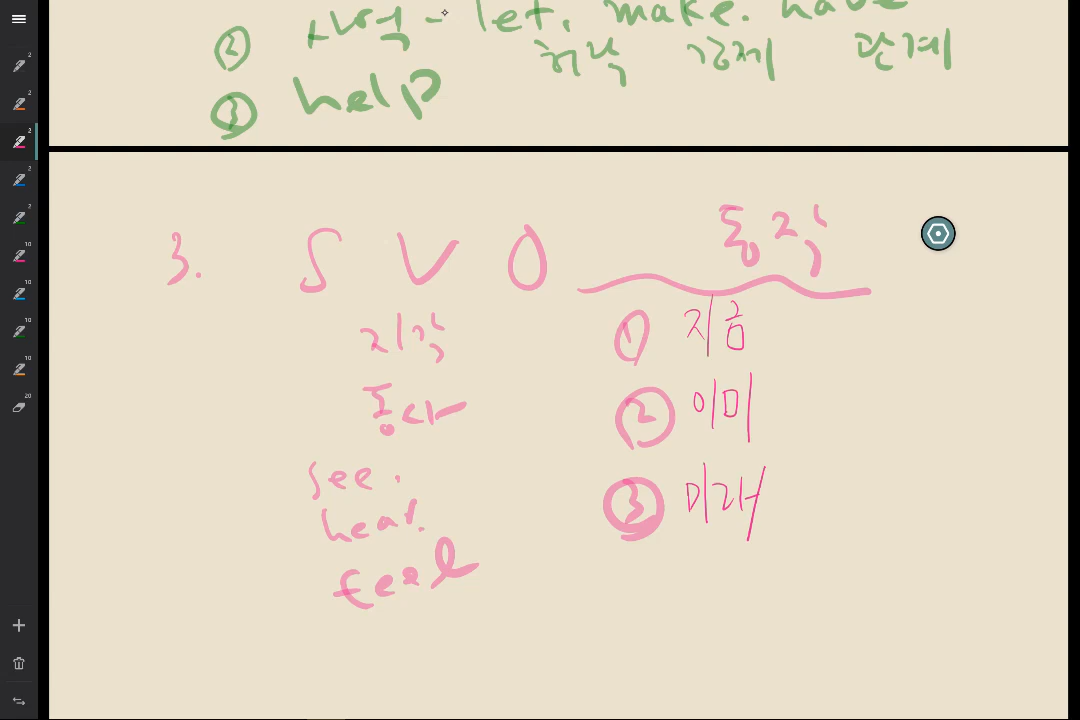 ② 사역 - let. make. have
허락 강제 관계
③ help
3. S V O 동작
지각
동사
see.
hear.
feel
① 지금
② 이미
③ 미래